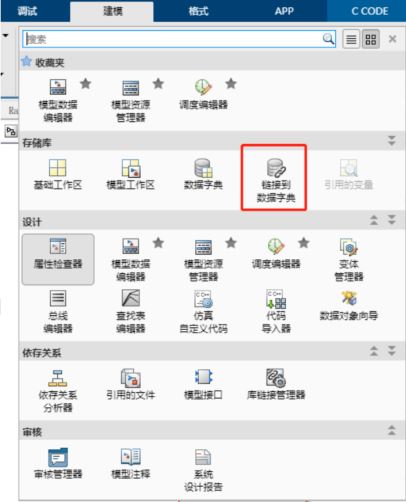 调试 建模 格式 APP C CODE
搜索
收藏夹
模型数据 模型资源 调度编辑器
编辑器 管理器
Ra
存储库
基础工作区 模型工作区 数据字典 链接到 引用的变量
数据字典
设计
属性检查器 模型数据 模型资源 调度编辑器 变体
编辑器 管理器 管理器
C C++ C C++
总线 查找表 仿真 代码 数据对象向导
编辑器 编辑器 自定义代码 导入器
依存关系
依存关系 引用的文件 模型接口 库链接管理器
分析器
审核
审核管理器 模型注释 系统
设计报告